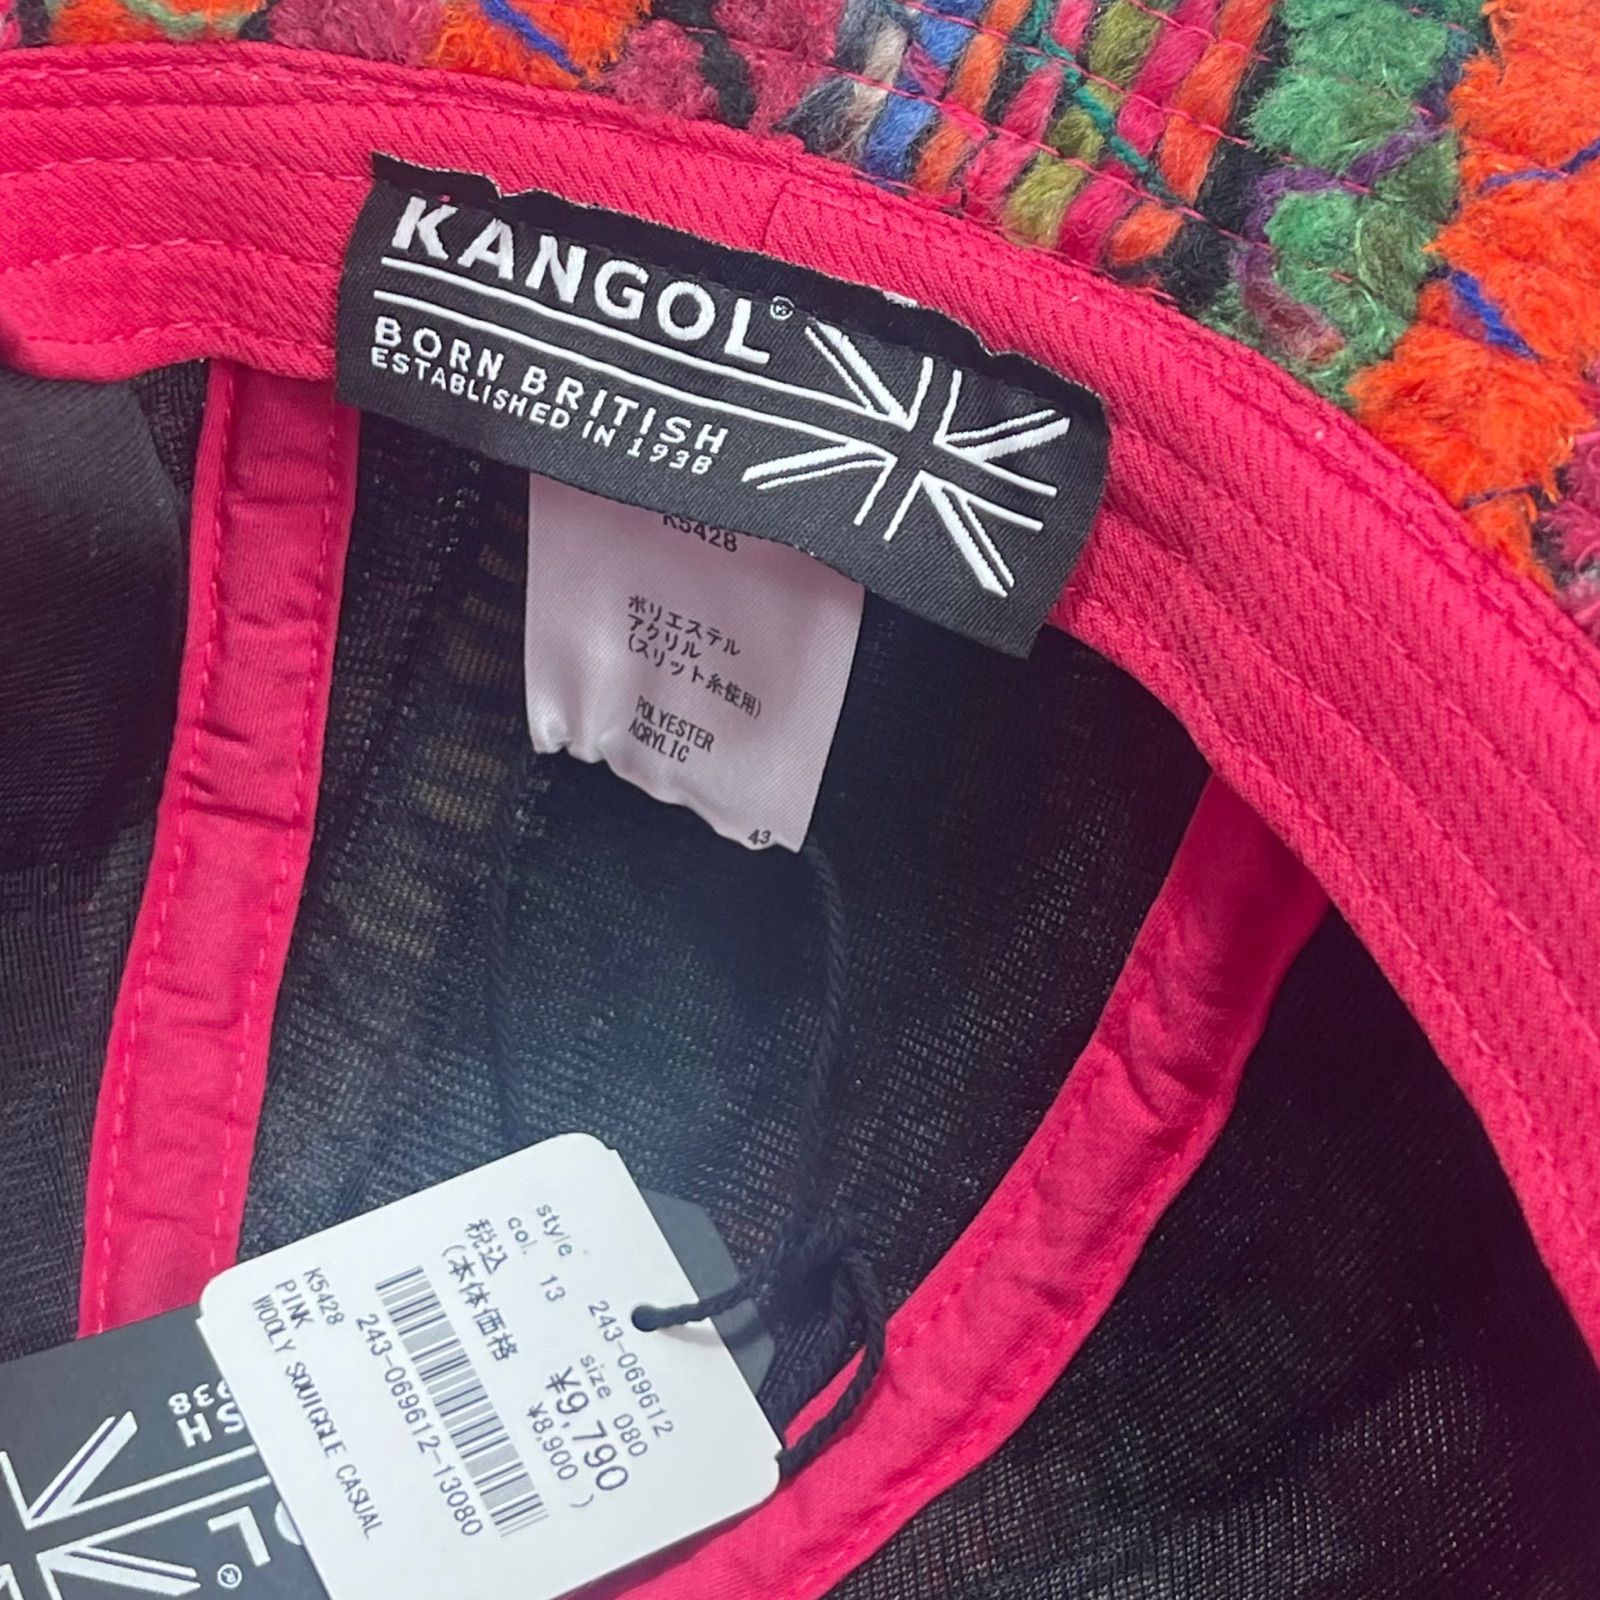 KANGOL®
BORN BRITISH
ESTABLISHED IN 1938
K5428
ポリエステル
アクリル
(スリット糸使用)
POLYESTER
ACRYLIC
43
style 243-069612
col. 13 size 080
税込 ¥9,790
(本体価格 ¥8,900)
243-069612-13080
K5428
PINK
WOOLY SQUIGGLE CASUAL